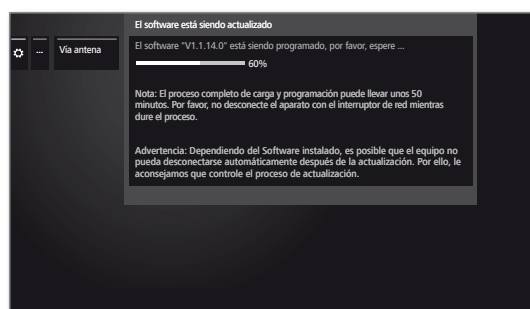 El software está siendo actualizado
... Vía antena
El software "V1.1.14.0" está siendo programado, por favor, espere ...
60%
Nota: El proceso completo de carga y programación puede llevar unos 50
minutos. Por favor, no desconecte el aparato con el interruptor de red mientras
dure el proceso.
Advertencia: Dependiendo del Software instalado, es posible que el equipo no
pueda desconectarse automáticamente después de la actualización. Por ello, le
aconsejamos que controle el proceso de actualización.